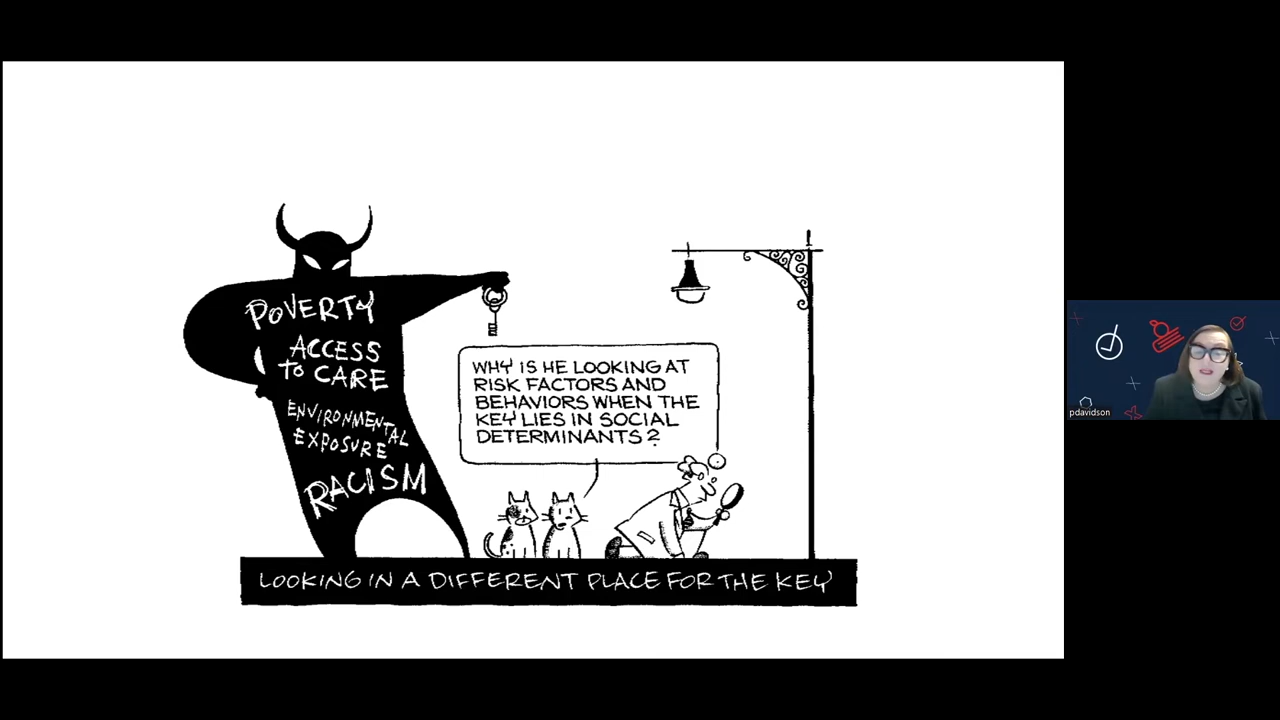 POVERTY
ACCESS
TO CARE
ENVIRONMENTAL
EXPOSURE
RACISM
WHY IS HE LOOKING AT
RISK FACTORS AND
BEHAVIORS WHEN THE
KEY LIES IN SOCIAL
DETERMINANTS?
LOOKING IN A DIFFERENT PLACE FOR THE KEY
pdavidson